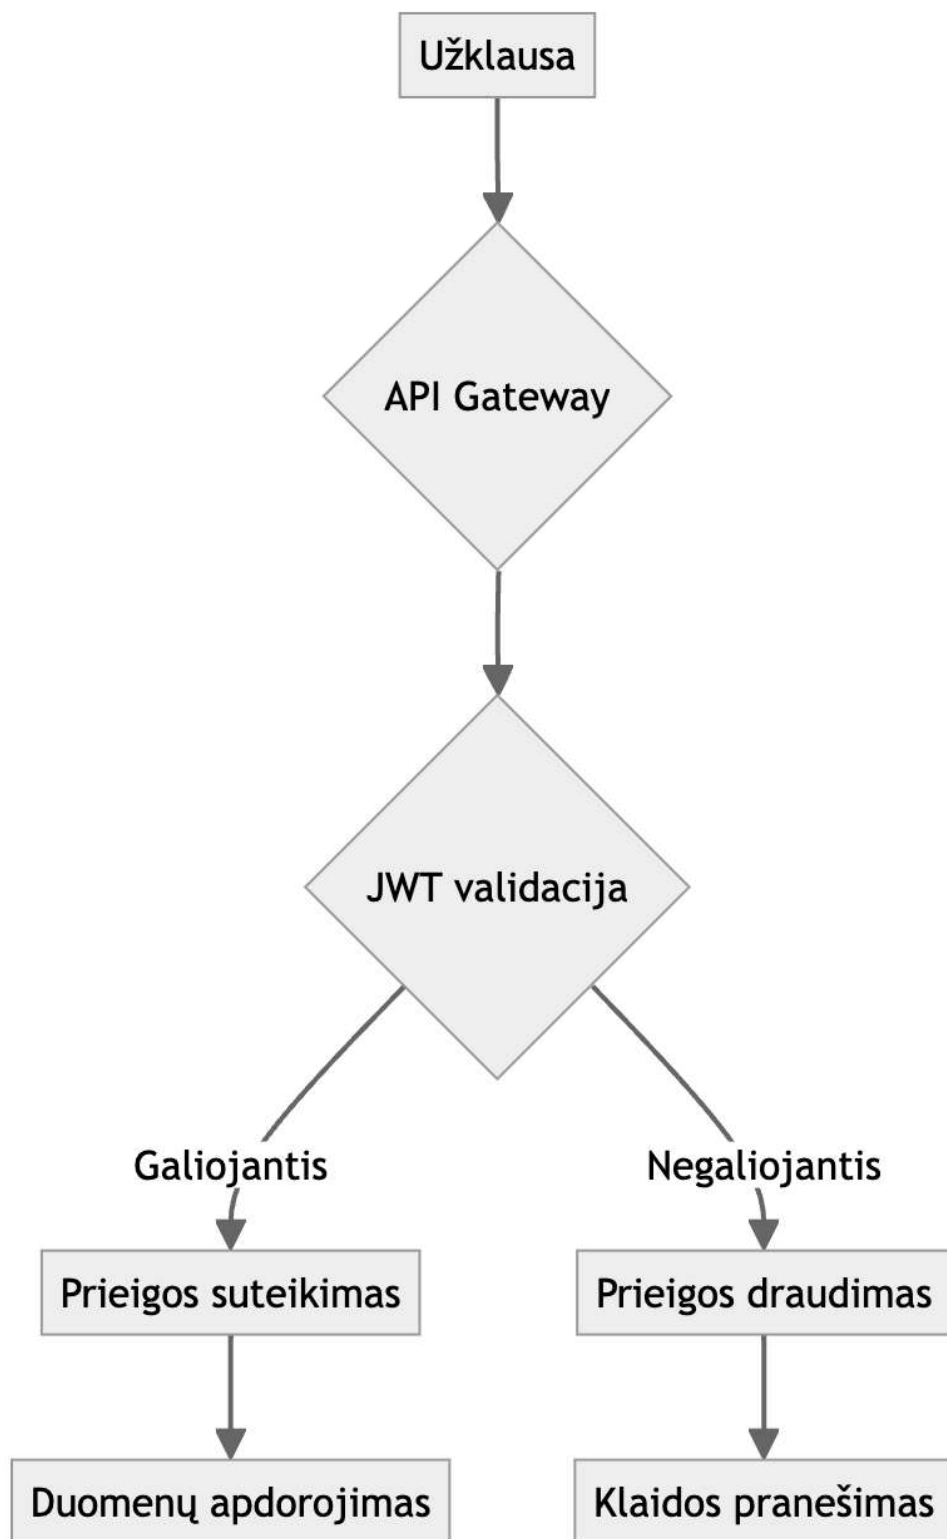 Užklausa
API Gateway
JWT validacija
Galiojantis
Negaliojantis
Prieigos suteikimas
Prieigos draudimas
Duomenų apdorojimas
Klaidos pranešimas